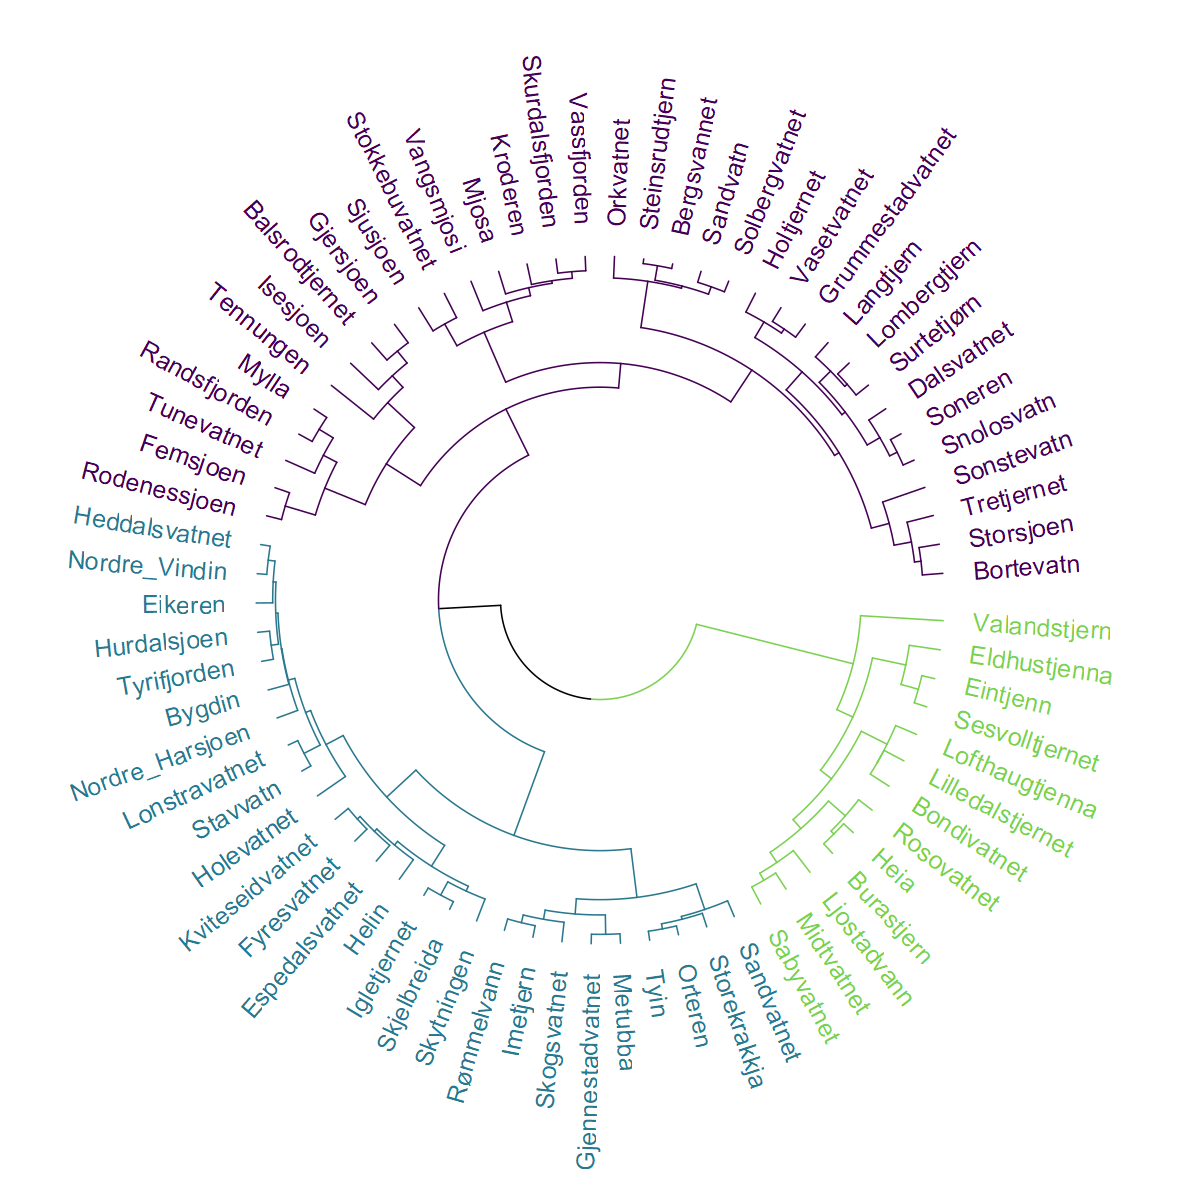 Vassfjorden
Skurdalsfjorden
Kroderen
Mjosa
Vangsmjosi
Stokkebuvatnet
Sjusjoen
Gjersjoen
Balsrodtjernet
Isesjoen
Tennungen
Mylla
Randsfjorden
Tunevatnet
Femsjoen
Rodenessjoen
Heddalsvatnet
Nordre_Vindin
Eikeren
Hurdalsjoen
Tyrifjorden
Bygdin
Nordre_Harsjoen
Lonstravatnet
Stavvatn
Holevatnet
Kviteseidvatnet
Fyresvatnet
Espedalsvatnet
Helin
Igletjernet
Skjelbreida
Skytningen
Rømmelvann
Imetjern
Skogsvatnet
Gjennestadvatnet
Metubba
Tyin
Orteren
Storekrakkja
Sandvatnet
Sabyvatnet
Midtvatnet
Ljostadvann
Burastjern
Heia
Rosovatnet
Bondivatnet
Lilledalstjernet
Lofthaugtjenna
Sesvolltjernet
Eintjenn
Eldhustjenna
Valandstjern
Bortevatn
Storsjoen
Tretjernet
Sonstevatn
Snolosvatn
Soneren
Dalsvatnet
Surtetjørn
Lombergtjern
Langtjern
Grummestadvatnet
Vasetvatnet
Holtjernet
Solbergvatnet
Sandvatn
Bergsvannet
Steinsrudtjern
Orkvatnet